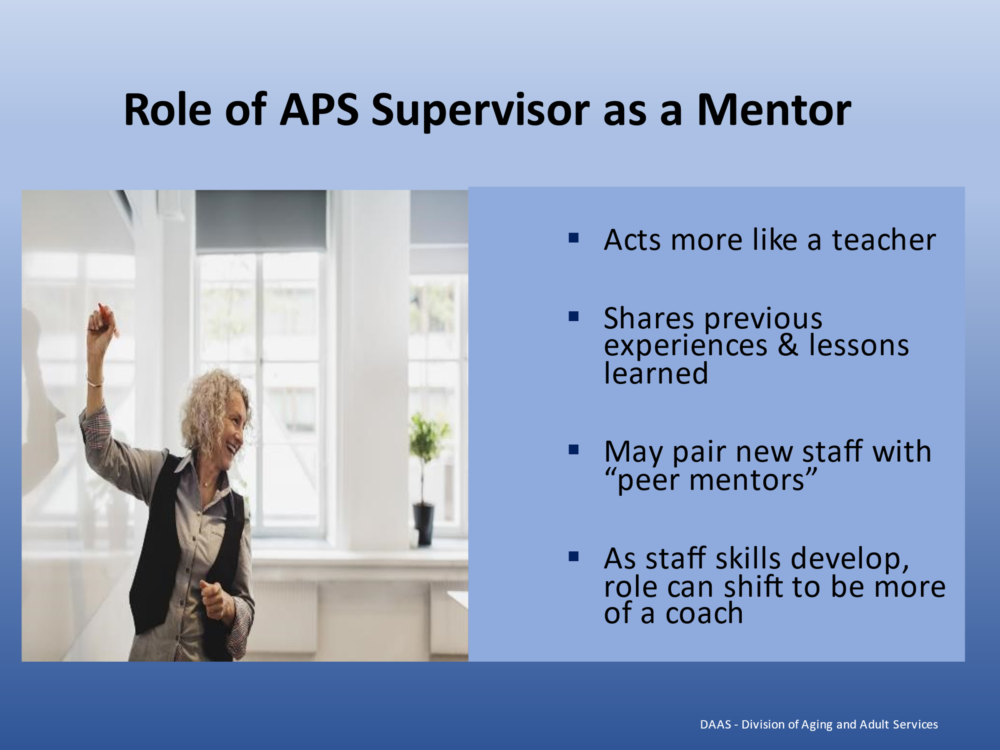 Role of APS Supervisor as a Mentor
▪ Acts more like a teacher
▪ Shares previous
experiences & lessons
learned
▪ May pair new staff with
“peer mentors”
▪ As staff skills develop,
role can shift to be more
of a coach
DAAS - Division of Aging and Adult Services